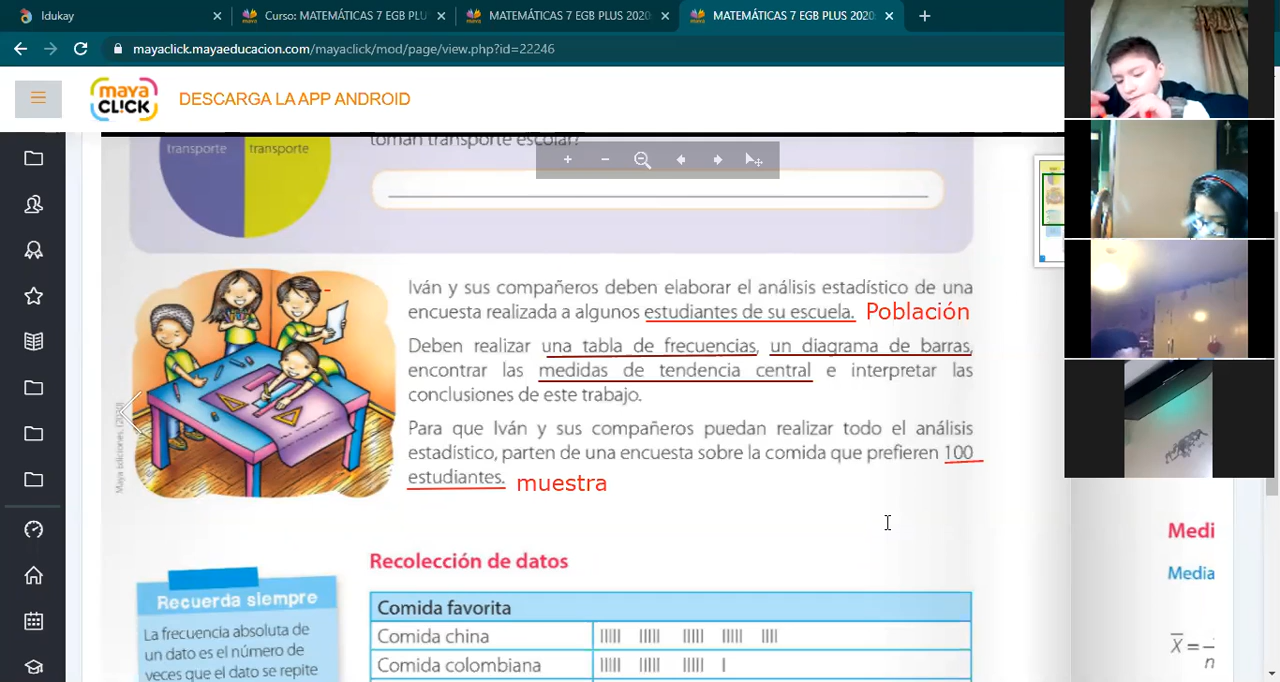 Idukay
Curso: MATEMÁTICAS 7 EGB PLU
MATEMÁTICAS 7 EGB PLUS 2020
MATEMÁTICAS 7 EGB PLUS 2020
mayaclick.mayaeducacion.com/mayaclick/mod/page/view.php?id=22246
maya CLICK
DESCARGA LA APP ANDROID
toman transporte escolar?
transporte transporte
Iván y sus compañeros deben elaborar el análisis estadístico de una
encuesta realizada a algunos estudiantes de su escuela. Población
Deben realizar una tabla de frecuencias, un diagrama de barras,
encontrar las medidas de tendencia central e interpretar las
conclusiones de este trabajo.
Para que Iván y sus compañeros puedan realizar todo el análisis
estadístico, parten de una encuesta sobre la comida que prefieren 100
estudiantes. muestra
Maya Ediciones, (2020)
Recolección de datos
Recuerda siempre
La frecuencia absoluta de
un dato es el número de
veces que el dato se repite
Comida favorita
Comida china
Comida colombiana
Medi
Media
X̅ =
n